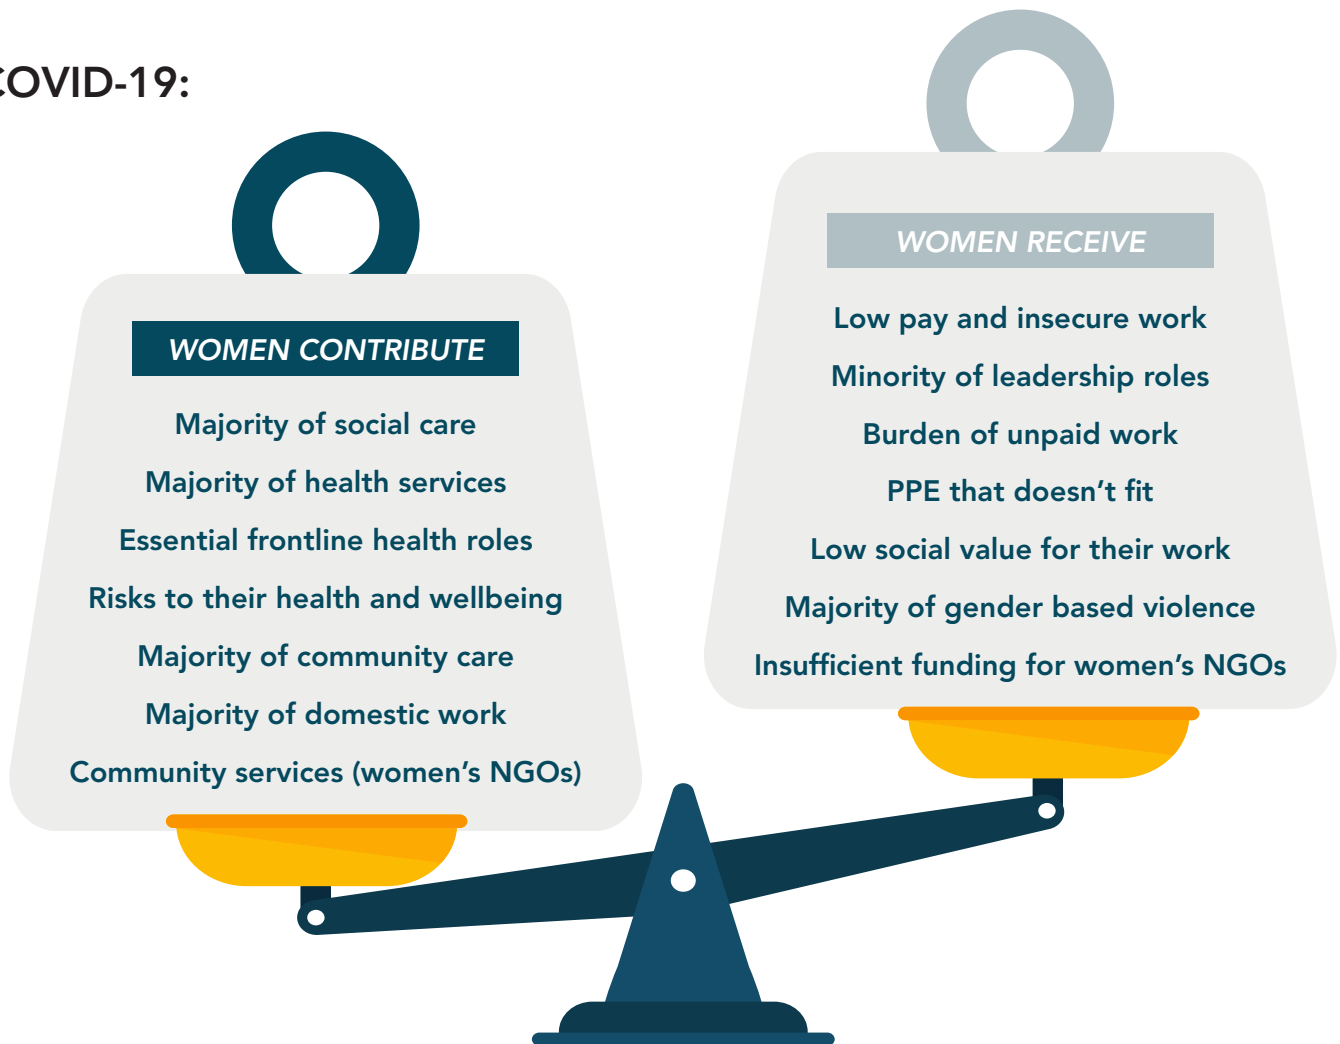 COVID-19:
WOMEN CONTRIBUTE
Majority of social care
Majority of health services
Essential frontline health roles
Risks to their health and wellbeing
Majority of community care
Majority of domestic work
Community services (women’s NGOs)
WOMEN RECEIVE
Low pay and insecure work
Minority of leadership roles
Burden of unpaid work
PPE that doesn’t fit
Low social value for their work
Majority of gender based violence
Insufficient funding for women’s NGOs